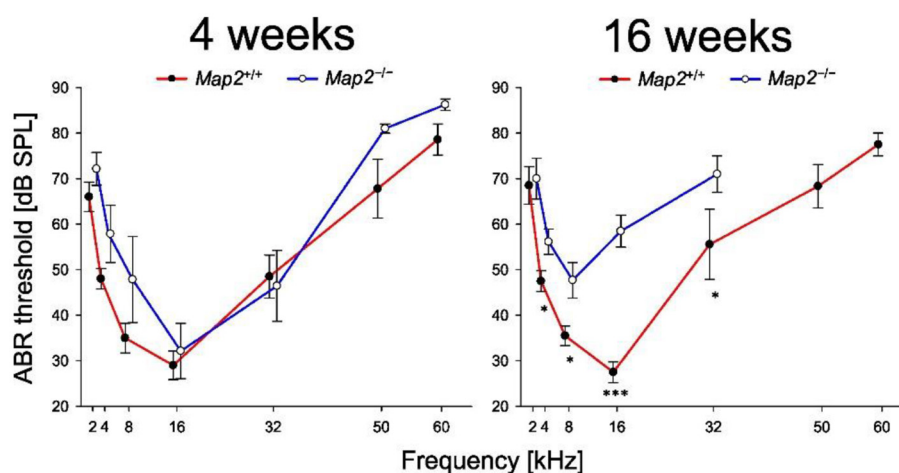 4 weeks
16 weeks
Map2+/+ Map2−/−
Map2+/+ Map2−/−
ABR threshold [dB SPL]
90
80
70
60
50
40
30
20
90
80
70
60
50
40
30
20
*
*
***
*
2 4 8 16 32 50 60
2 4 8 16 32 50 60
Frequency [kHz]